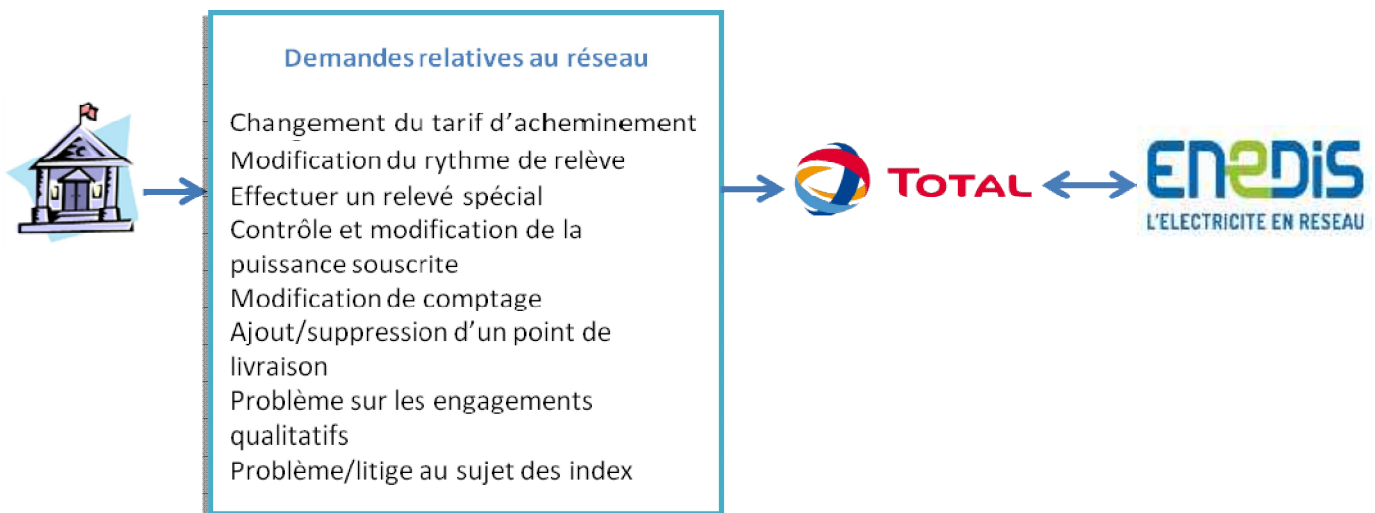 Demandes relatives au réseau
Changement du tarif d'acheminement
Modification du rythme de relève
Effectuer un relevé spécial
Contrôle et modification de la
puissance souscrite
Modification de comptage
Ajout/suppression d'un point de
livraison
Problème sur les engagements
qualitatifs
Problème/litige au sujet des index
TOTAL
ENEDIS
L'ELECTRICITE EN RESEAU